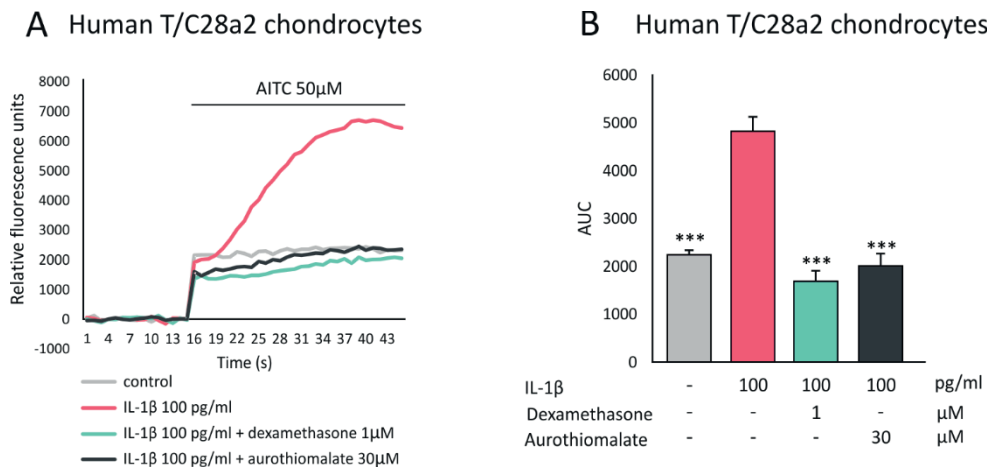 A Human T/C28a2 chondrocytes
Relative fluorescence units
8000
7000
6000
5000
4000
3000
2000
1000
0
-1000
AITC 50µM
1 4 7 10 13 16 19 22 25 28 31 34 37 40 43
Time (s)
control
IL-1β 100 pg/ml
IL-1β 100 pg/ml + dexamethasone 1µM
IL-1β 100 pg/ml + aurothiomalate 30µM
B Human T/C28a2 chondrocytes
AUC
6000
5000
4000
3000
2000
1000
0
*** *** ***
IL-1β - 100 100 100 pg/ml
Dexamethasone - - 1 - µM
Aurothiomalate - - - 30 µM